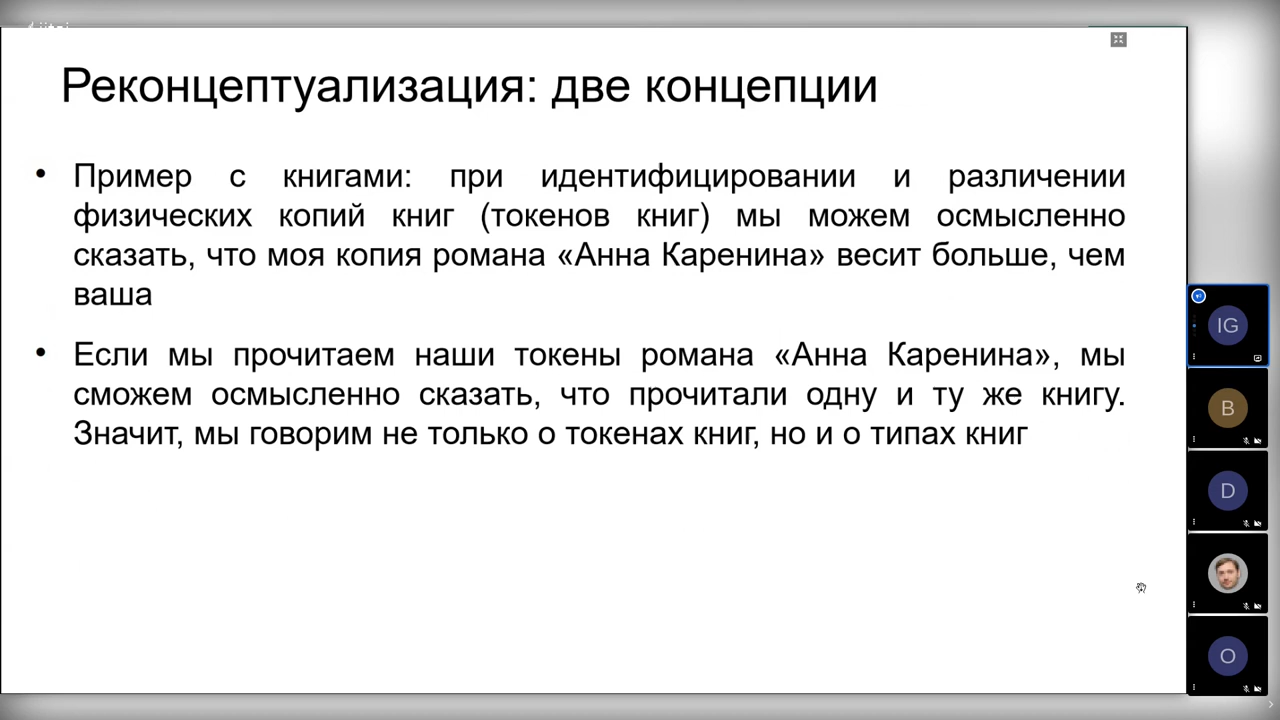 Реконцептуализация: две концепции
• Пример с книгами: при идентифицировании и различении
физических копий книг (токенов книг) мы можем осмысленно
сказать, что моя копия романа «Анна Каренина» весит больше, чем
ваша
• Если мы прочитаем наши токены романа «Анна Каренина», мы
сможем осмысленно сказать, что прочитали одну и ту же книгу.
Значит, мы говорим не только о токенах книг, но и о типах книг
IG
B
D
O